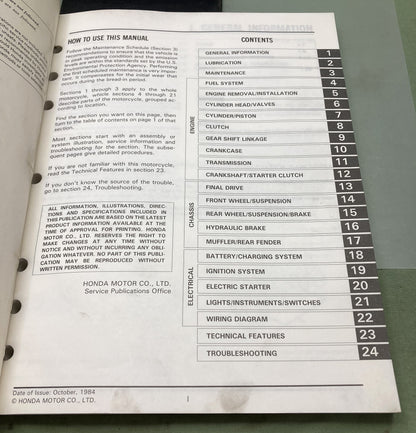 HOW TO USE THIS MANUAL
Follow the Maintenance Schedule (Section 3)
recommendations to ensure that the vehicle is
in peak operating condition and the emission
levels are within the standards set by the U.S.
Environmental Protection Agency. Performing
the first scheduled maintenance is very impor-
tant. It compensates for the initial wear that
occurs during the break-in period.
Sections 1 through 3 apply to the whole
motorcycle, while sections 4 through 21
describe parts of the motorcycle, grouped ac-
cording to location.
Find the section you want on this page, then
turn to the table of contents on page 1 of that
section.
Most sections start with an assembly or
system illustration, service information and
troubleshooting for the section. The subse-
quent pages give detailed procedures.
If you are not familiar with this motorcycle,
read the Technical Features in section 23.
If you don't know the source of the trouble,
go to section 24, Troubleshooting.
ALL INFORMATION, ILLUSTRATIONS, DIREC-
TIONS AND SPECIFICATIONS INCLUDED IN
THIS PUBLICATION ARE BASED ON THE LATEST
PRODUCT INFORMATION AVAILABLE AT THE
TIME OF APPROVAL FOR PRINTING. HONDA
MOTOR CO., LTD. RESERVES THE RIGHT TO
MAKE CHANGES AT ANY TIME WITHOUT
NOTICE AND WITHOUT INCURRING ANY OBLI-
GATION WHATEVER. NO PART OF THIS PUBLI-
CATION MAY BE REPRODUCED WITHOUT
WRITTEN PERMISSION.
HONDA MOTOR CO., LTD.
Service Publications Office
CONTENTS
GENERAL INFORMATION 1
LUBRICATION 2
MAINTENANCE 3
ENGINE
FUEL SYSTEM 4
ENGINE REMOVAL/INSTALLATION 5
CYLINDER HEAD/VALVES 6
CYLINDER/PISTON 7
CLUTCH 8
GEAR SHIFT LINKAGE 9
CRANKCASE 10
TRANSMISSION 11
CRANKSHAFT/STARTER CLUTCH 12
CHASSIS
FINAL DRIVE 13
FRONT WHEEL/SUSPENSION 14
REAR WHEEL/SUSPENSION/BRAKE 15
HYDRAULIC BRAKE 16
MUFFLER/REAR FENDER 17
ELECTRICAL
BATTERY/CHARGING SYSTEM 18
IGNITION SYSTEM 19
ELECTRIC STARTER 20
LIGHTS/INSTRUMENTS/SWITCHES 21
WIRING DIAGRAM 22
TECHNICAL FEATURES 23
TROUBLESHOOTING 24
Date of Issue: October, 1984
© HONDA MOTOR CO., LTD.
I